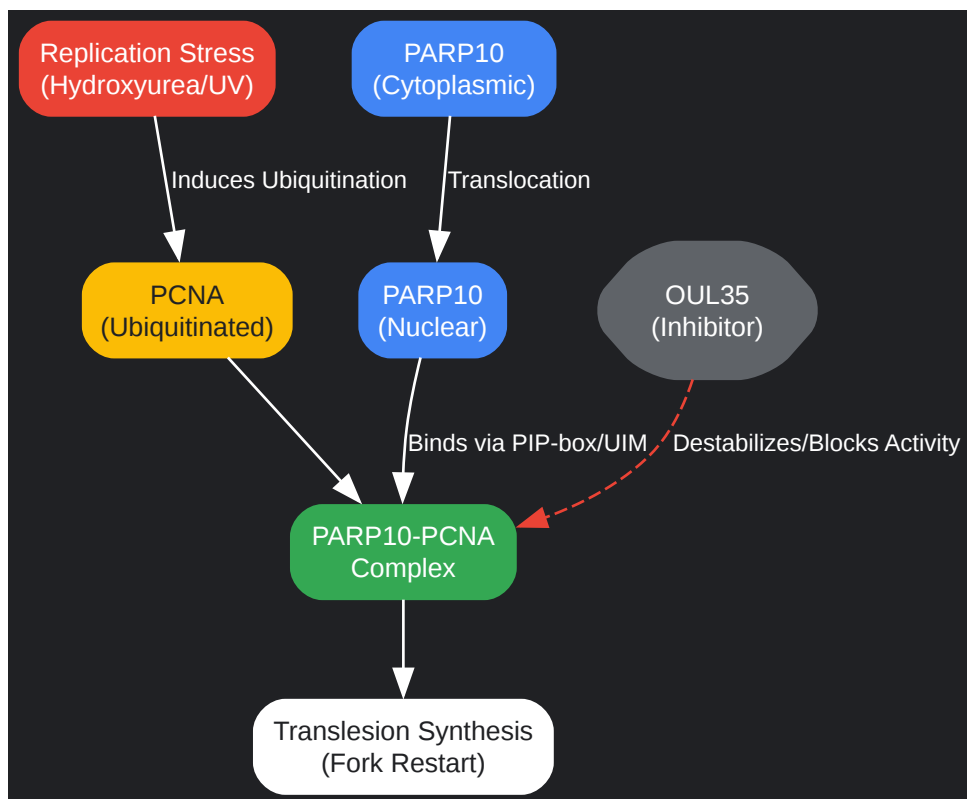 Replication Stress
(Hydroxyurea/UV)
PARP10
(Cytoplasmic)
Induces Ubiquitination
Translocation
PCNA
(Ubiquitinated)
PARP10
(Nuclear)
OUL35
(Inhibitor)
Binds via PIP-box/UIM
Destabilizes/Blocks Activity
PARP10-PCNA
Complex
Translesion Synthesis
(Fork Restart)